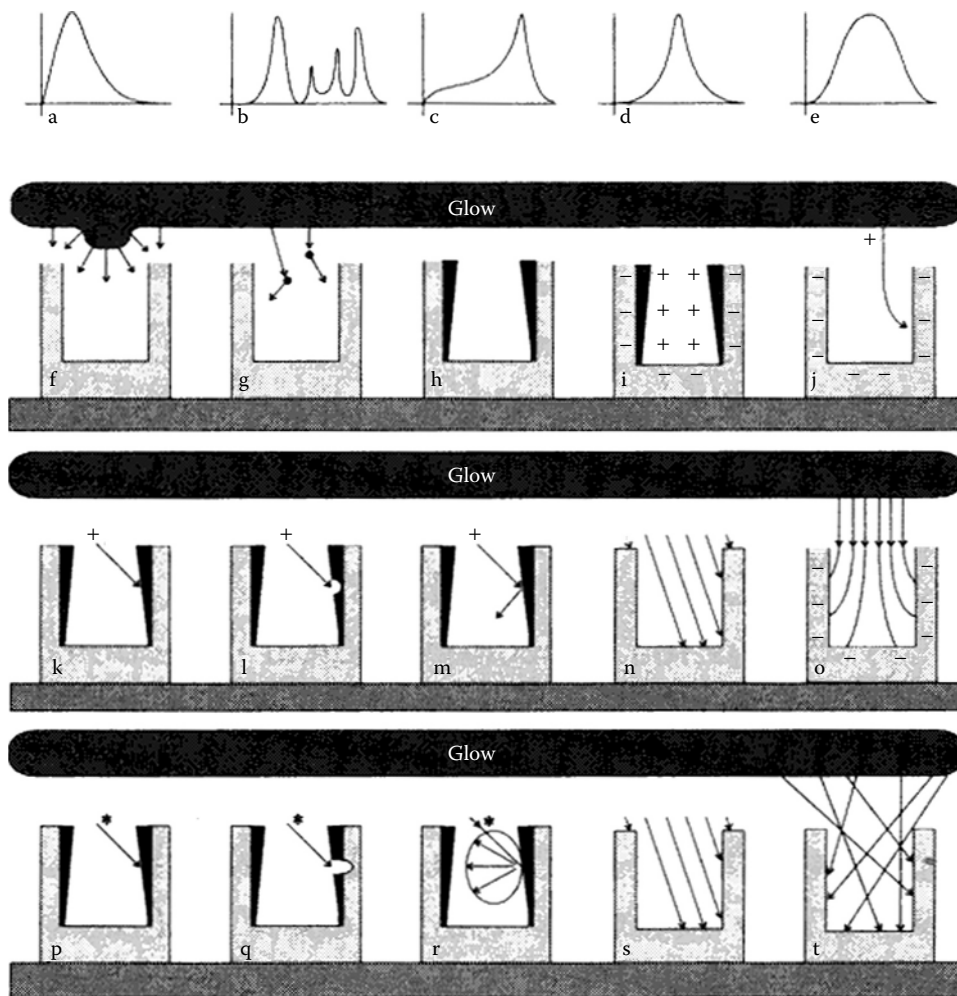 a b c d e
Glow
+
− + + −
− + + −
− + + −
− −
− −
− −
− −
− −
f g h i j
Glow
+ + +
− −
− −
− −
− −
k l m n o
Glow
* * *
p q r s t